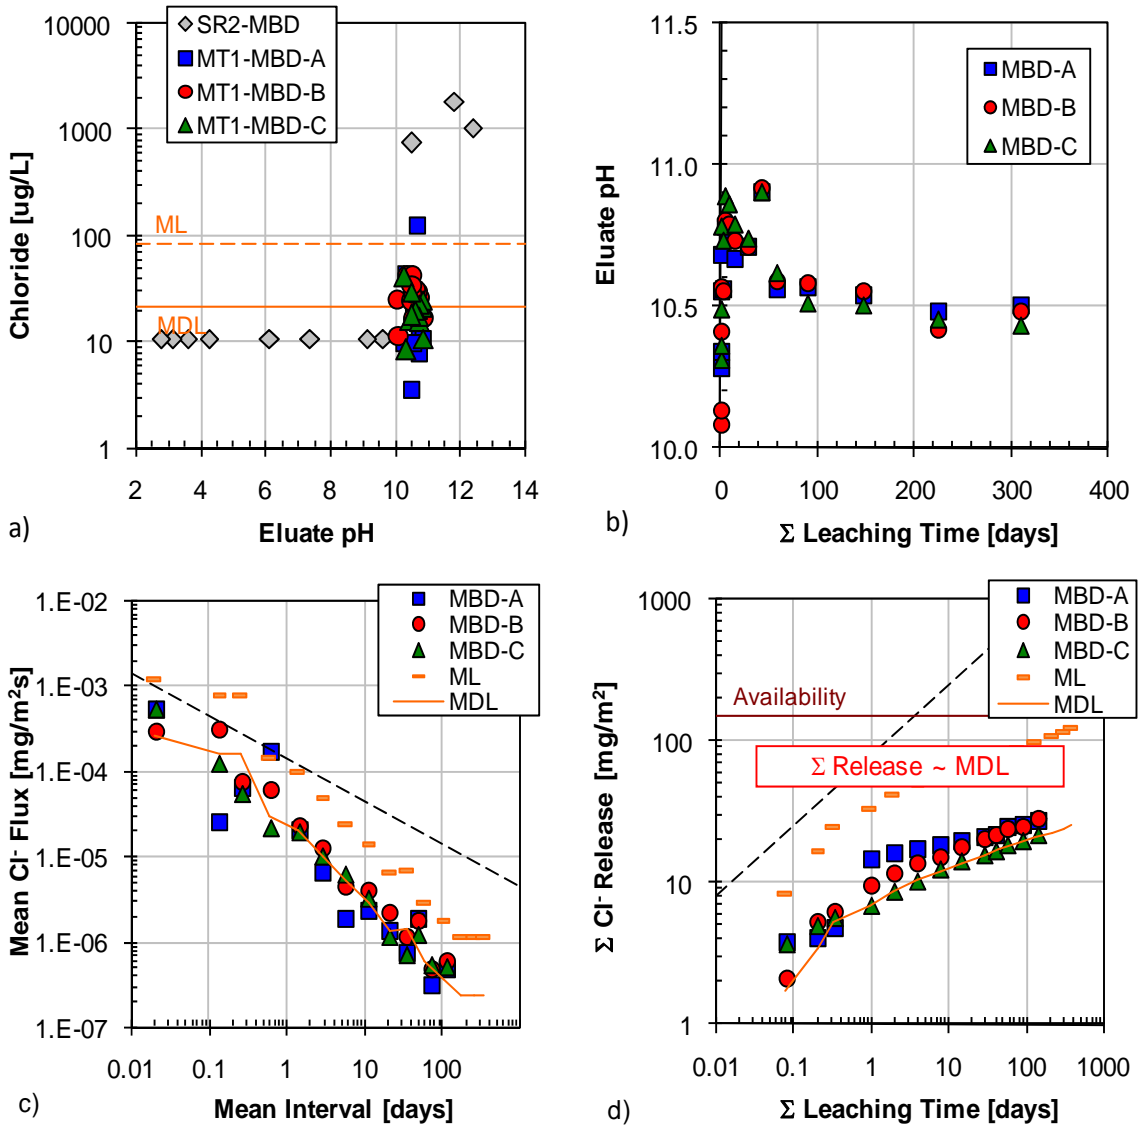 10000
1000
100
10
1
Chloride [ug/L]
SR2-MBD
MT1-MBD-A
MT1-MBD-B
MT1-MBD-C
ML
MDL
2 4 6 8 10 12 14
Eluate pH
a)
11.5
11.0
10.5
10.0
Eluate pH
MBD-A
MBD-B
MBD-C
0 100 200 300 400
Σ Leaching Time [days]
b)
1.E-02
1.E-03
1.E-04
1.E-05
1.E-06
1.E-07
Mean Cl⁻ Flux [mg/m²s]
MBD-A
MBD-B
MBD-C
ML
MDL
0.01 0.1 1 10 100
Mean Interval [days]
c)
1000
100
10
1
Σ Cl⁻ Release [mg/m²]
MBD-A
MBD-B
MBD-C
ML
MDL
Availability
Σ Release ~ MDL
0.01 0.1 1 10 100 1000
Σ Leaching Time [days]
d)